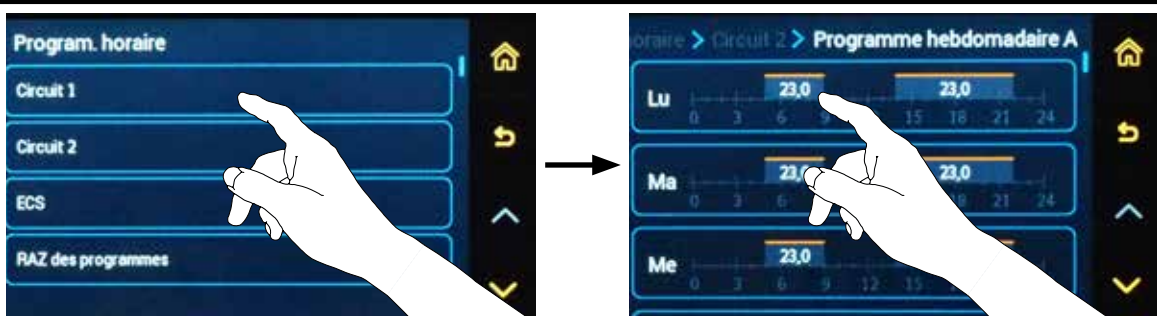 Program. horaire
Circuit 1
Circuit 2
ECS
RAZ des programmes
oraire > Circuit 2 > Programme hebdomadaire A
Lu 23,0 23,0
0 3 6 9 15 18 21 24
Ma 23,0 23,0
0 3 6 18 21 24
Me 23,0
0 3 6 9 12 15